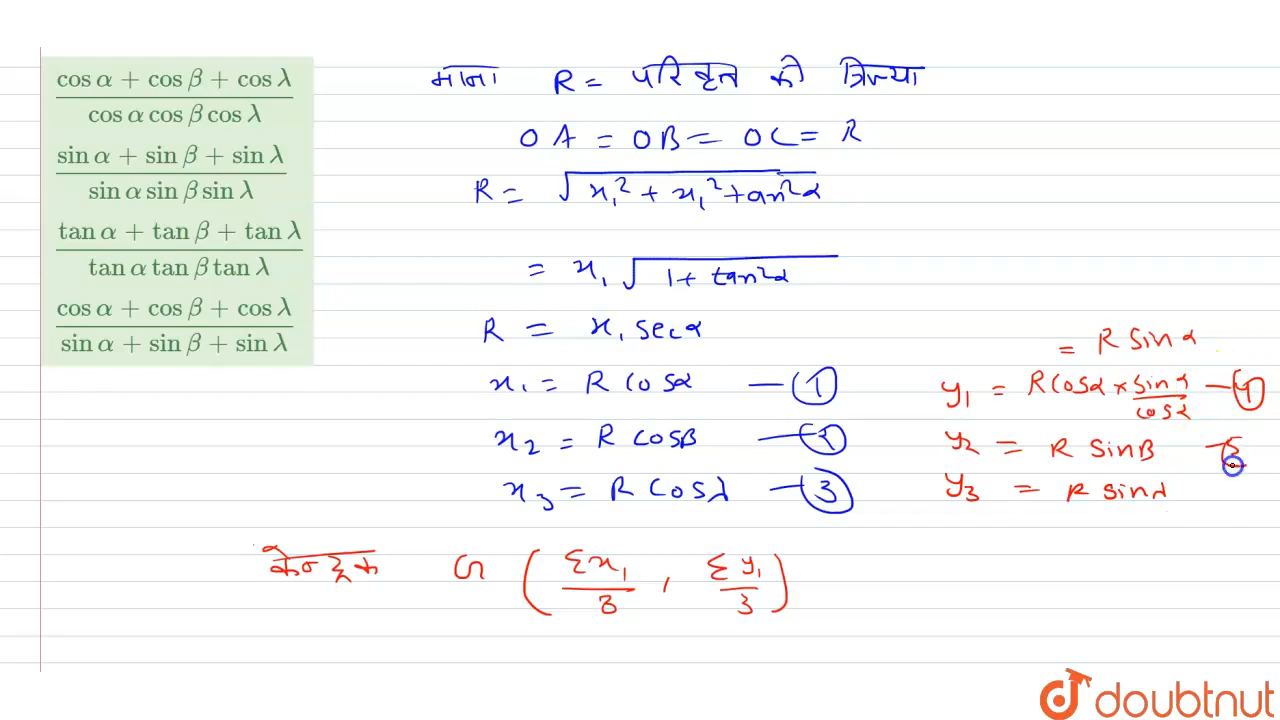 cos α + cos β + cos λ
cos α cos β cos λ
sin α + sin β + sin λ
sin α sin β sin λ
tan α + tan β + tan λ
tan α tan β tan λ
cos α + cos β + cos λ
sin α + sin β + sin λ
माना R = परिवृत्त की त्रिज्या
OA = OB = OC = R
R = √x₁² + x₁² + tan²α
= x₁ √1 + tan²α
R = x₁ secα
x₁ = R cosα — ①
x₂ = R cosβ — ②
x₃ = R cosλ — ③
= R sin α
y₁ = R cosα × sinα/cosα — ④
y₂ = R sinβ — 5
y₃ = R sinλ
केन्द्रक G (Σx₁/3, Σy₁/3)
doubtnut